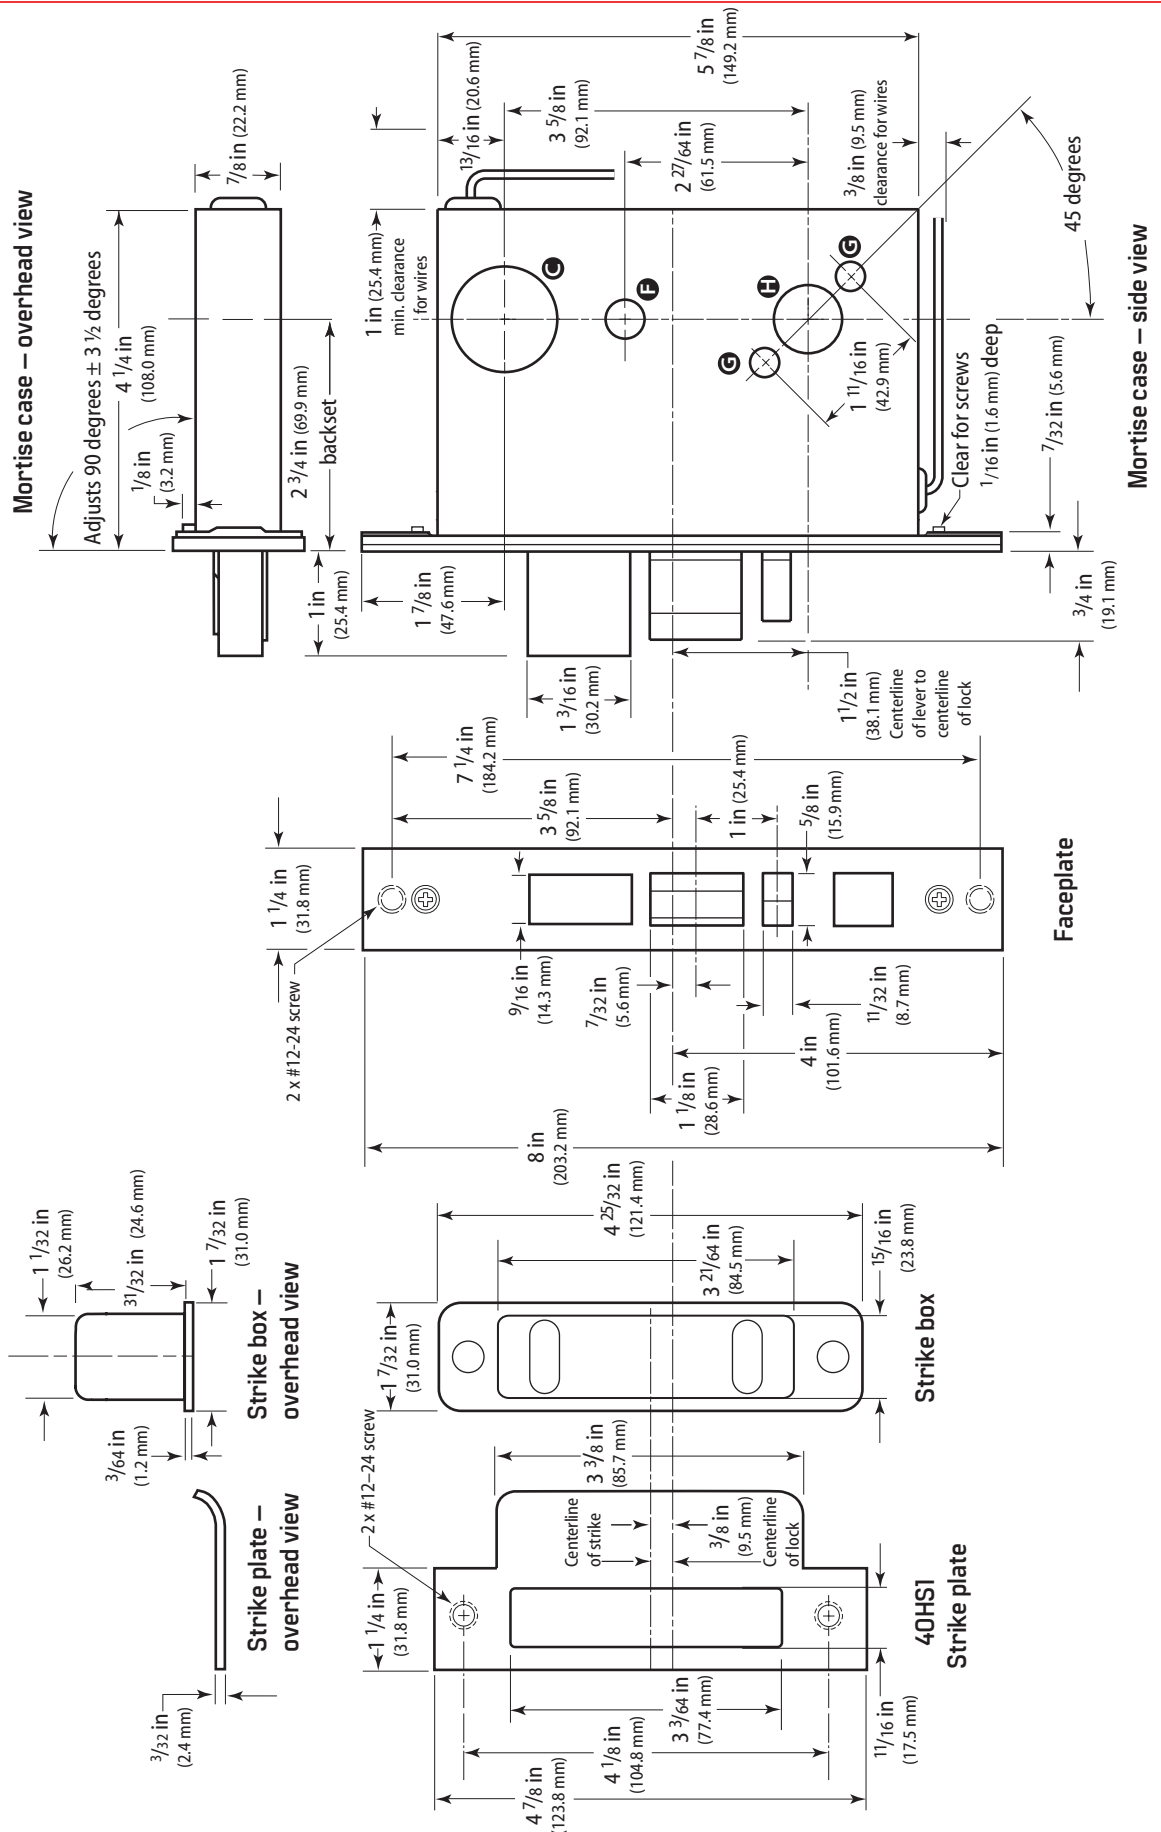 Mortise case – overhead view
Adjusts 90 degrees ± 3 ½ degrees
4 1/4 in
(108.0 mm)
7/8 in (22.2 mm)
1/8 in
(3.2 mm)
2 3/4 in (69.9 mm)
backset
1 in
(25.4 mm)
Mortise case – side view
5 7/8 in
(149.2 mm)
13/16 in (20.6 mm)
3 5/8 in
(92.1 mm)
2 27/64 in
(61.5 mm)
3/8 in (9.5 mm)
clearance for wires
45 degrees
1 in (25.4 mm)
min. clearance
for wires
C
F
H
G
G
1 11/16 in
(42.9 mm)
Clear for screws
1/16 in (1.6 mm) deep
7/32 in (5.6 mm)
3/4 in
(19.1 mm)
1 7/8 in
(47.6 mm)
1 3/16 in
(30.2 mm)
1 1/2 in
(38.1 mm)
Centerline
of lever to
centerline
of lock
Faceplate
7 1/4 in
(184.2 mm)
3 5/8 in
(92.1 mm)
1 in (25.4 mm)
5/8 in
(15.9 mm)
1 1/4 in
(31.8 mm)
2 x #12-24 screw
9/16 in
(14.3 mm)
7/32 in
(5.6 mm)
11/32 in
(8.7 mm)
4 in
(101.6 mm)
1 1/8 in
(28.6 mm)
8 in
(203.2 mm)
Strike box –
overhead view
1 1/32 in
(26.2 mm)
31/32 in (24.6 mm)
1 7/32 in
(31.0 mm)
3/64 in
(1.2 mm)
Strike box
4 25/32 in
(121.4 mm)
3 21/64 in
(84.5 mm)
15/16 in
(23.8 mm)
1 7/32 in
(31.0 mm)
Strike plate –
overhead view
3/32 in
(2.4 mm)
40HS1
Strike plate
2 x #12–24 screw
3 3/8 in
(85.7 mm)
Centerline
of strike
3/8 in
(9.5 mm)
Centerline
of lock
1 1/4 in
(31.8 mm)
3 3/64 in
(77.4 mm)
11/16 in
(17.5 mm)
4 1/8 in
(104.8 mm)
4 7/8 in
(123.8 mm)